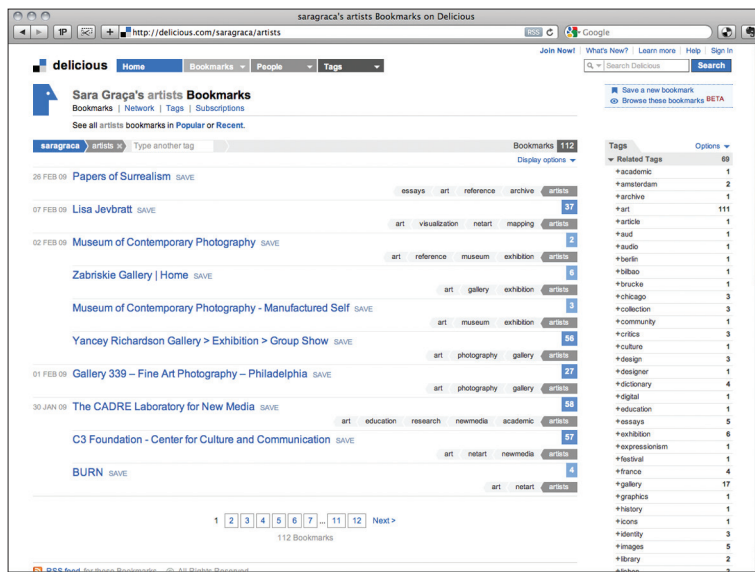 saragraca's artists Bookmarks on Delicious
1P
http://delicious.com/saragraca/artists
RSS
Google
Join Now! What's New? | Learn more | Help | Sign In
delicious Home Bookmarks People Tags
Search Delicious Search
Sara Graça's artists Bookmarks
Bookmarks | Network | Tags | Subscriptions
See all artists bookmarks in Popular or Recent.
Save a new bookmark
Browse these bookmarks BETA
saragraca artists Type another tag
Bookmarks 112
Display options
26 FEB 09 Papers of Surrealism SAVE
essays art reference archive artists
07 FEB 09 Lisa Jevbratt SAVE 37
art visualization netart mapping artists
02 FEB 09 Museum of Contemporary Photography SAVE 2
art reference museum exhibition artists
Zabriskie Gallery | Home SAVE 6
art gallery exhibition artists
Museum of Contemporary Photography - Manufactured Self SAVE 3
art museum exhibition artists
Yancey Richardson Gallery > Exhibition > Group Show SAVE 56
art photography gallery artists
01 FEB 09 Gallery 339 – Fine Art Photography – Philadelphia SAVE 27
art photography gallery artists
30 JAN 09 The CADRE Laboratory for New Media SAVE 58
art education research newmedia academic artists
C3 Foundation - Center for Culture and Communication SAVE 57
art netart newmedia artists
BURN SAVE 4
art netart artists
1 2 3 4 5 6 7 ... 11 12 Next >
112 Bookmarks
RSS feed for these Bookmarks © All Rights Reserved
Tags Options
Related Tags 69
+academic 1
+amsterdam 2
+archive 1
+art 111
+article 1
+aud 1
+audio 1
+berlin 1
+bilbao 1
+brucke 1
+chicago 3
+collection 3
+community 1
+critics 3
+culture 1
+design 3
+designer 1
+dictionary 4
+digital 1
+education 1
+essays 5
+exhibition 6
+expressionism 1
+festival 1
+france 4
+gallery 17
+graphics 1
+history 1
+icons 1
+identity 1
+images 5
+library 2